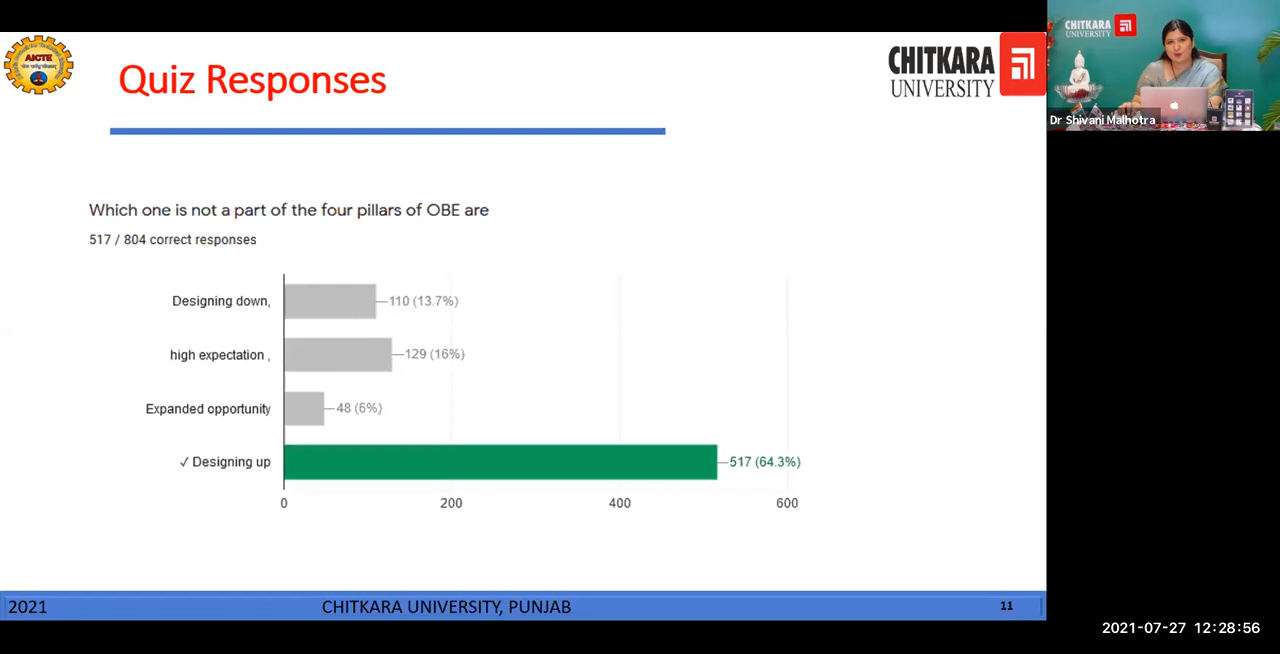 AICTE
Quiz Responses
CHITKARA
UNIVERSITY
CHITKARA
UNIVERSITY
Dr Shivani Malhotra
Which one is not a part of the four pillars of OBE are
517 / 804 correct responses
Designing down,
110 (13.7%)
high expectation ,
129 (16%)
Expanded opportunity
48 (6%)
✓ Designing up
517 (64.3%)
0 200 400 600
2021 CHITKARA UNIVERSITY, PUNJAB 11
2021-07-27 12:28:56